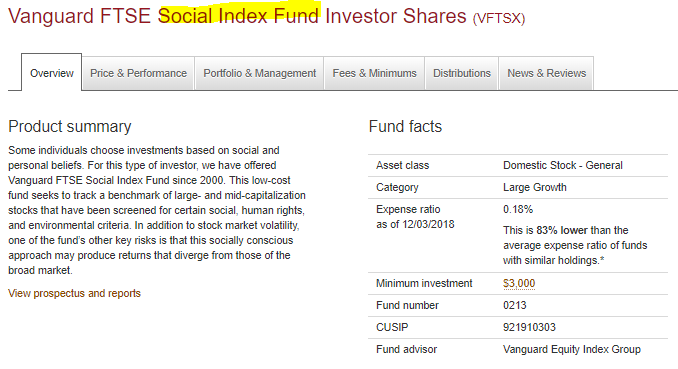 Vanguard FTSE Social Index Fund Investor Shares (VFTSX)
Overview
Price & Performance
Portfolio & Management
Fees & Minimums
Distributions
News & Reviews
Product summary
Some individuals choose investments based on social and
personal beliefs. For this type of investor, we have offered
Vanguard FTSE Social Index Fund since 2000. This low-cost
fund seeks to track a benchmark of large- and mid-capitalization
stocks that have been screened for certain social, human rights,
and environmental criteria. In addition to stock market volatility,
one of the fund's other key risks is that this socially conscious
approach may produce returns that diverge from those of the
broad market.
View prospectus and reports
Fund facts
Asset class Domestic Stock - General
Category Large Growth
Expense ratio 0.18%
as of 12/03/2018
This is 83% lower than the
average expense ratio of funds
with similar holdings.*
Minimum investment $3,000
Fund number 0213
CUSIP 921910303
Fund advisor Vanguard Equity Index Group